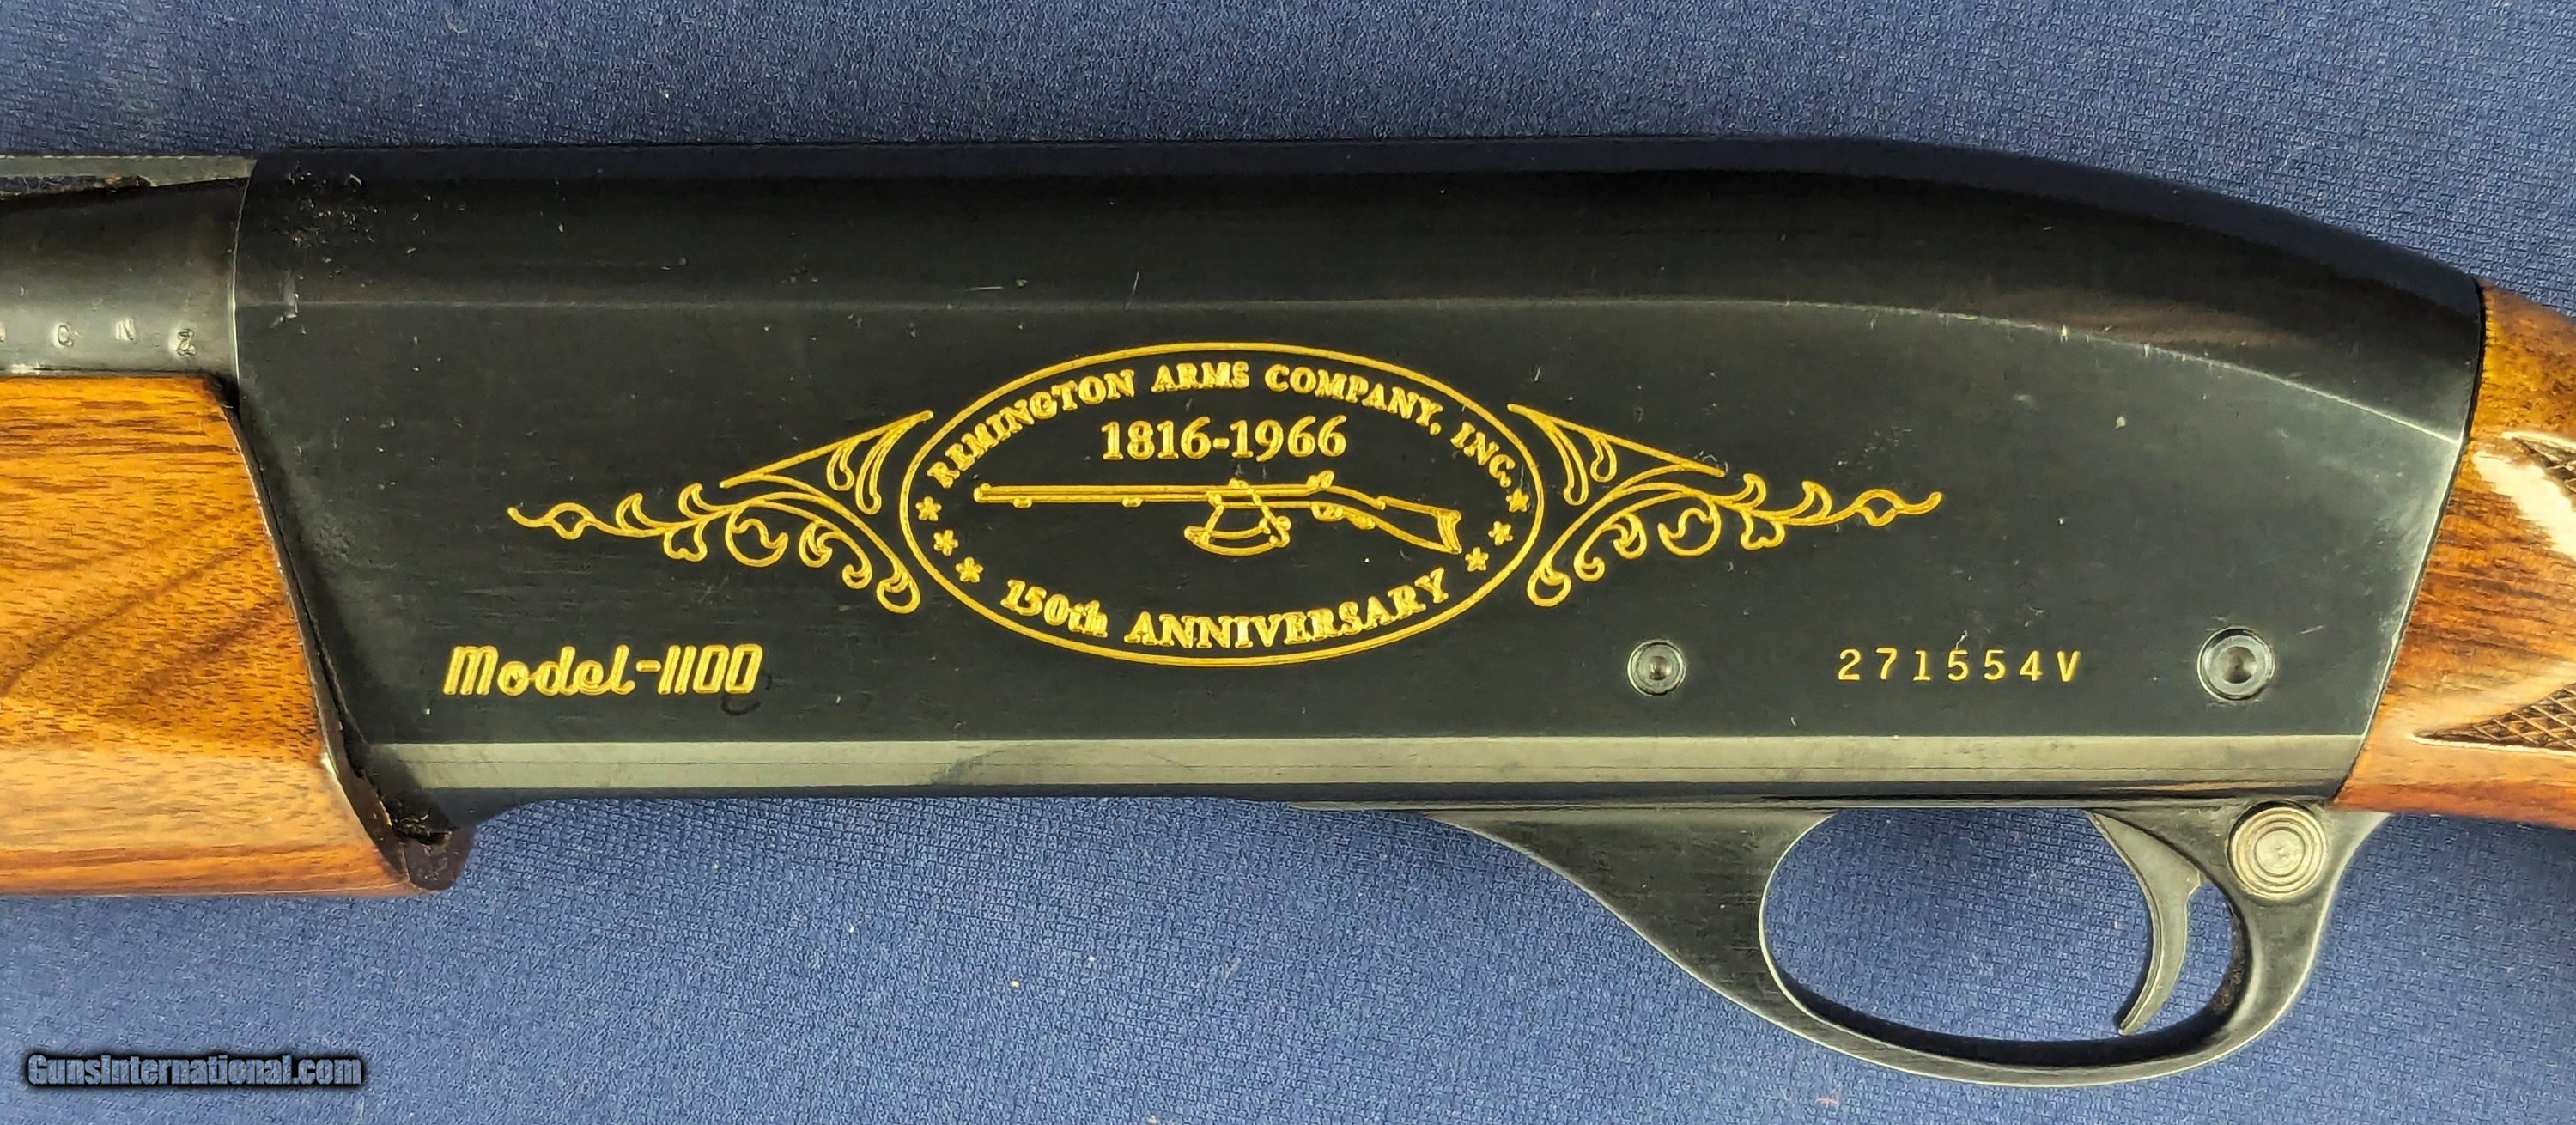 REMINGTON ARMS COMPANY, INC.
1816-1966
150th ANNIVERSARY
Model-1100
271554V
GunsInternational.com